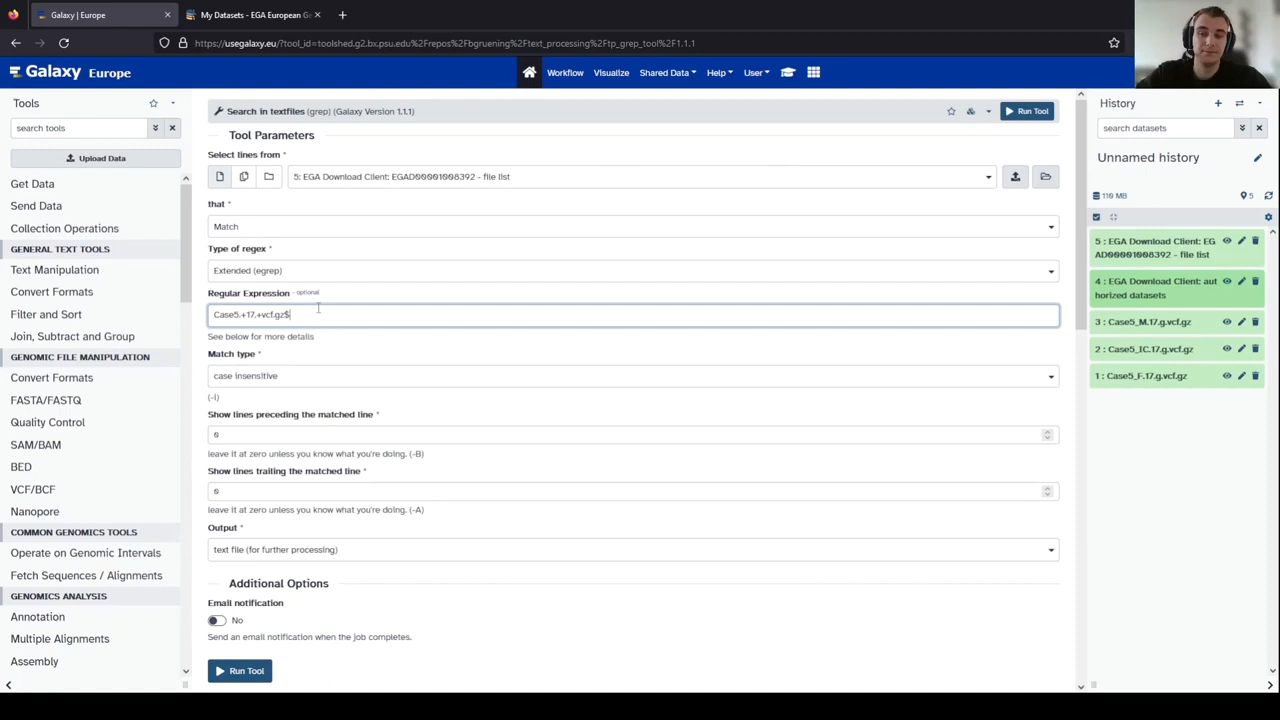 Galaxy | Europe
My Datasets - EGA European Ge
https://usegalaxy.eu/?tool_id=toolshed.g2.bx.psu.edu%2Frepos%2Fbgruening%2Ftext_processing%2Ftp_grep_tool%2F1.1.1
Galaxy Europe
Workflow Visualize Shared Data Help User
Tools
search tools
Upload Data
Get Data
Send Data
Collection Operations
GENERAL TEXT TOOLS
Text Manipulation
Convert Formats
Filter and Sort
Join, Subtract and Group
GENOMIC FILE MANIPULATION
Convert Formats
FASTA/FASTQ
Quality Control
SAM/BAM
BED
VCF/BCF
Nanopore
COMMON GENOMICS TOOLS
Operate on Genomic Intervals
Fetch Sequences / Alignments
GENOMICS ANALYSIS
Annotation
Multiple Alignments
Assembly
Search in textfiles (grep) (Galaxy Version 1.1.1)
Run Tool
Tool Parameters
Select lines from *
5: EGA Download Client: EGAD00001008392 - file list
that *
Match
Type of regex *
Extended (egrep)
Regular Expression - optional
Case5.+17.+vcf.gz$
See below for more details
Match type *
case insensitive
(-i)
Show lines preceding the matched line *
0
leave it at zero unless you know what you're doing. (-B)
Show lines trailing the matched line *
0
leave it at zero unless you know what you're doing. (-A)
Output *
text file (for further processing)
Additional Options
Email notification
No
Send an email notification when the job completes.
Run Tool
History
search datasets
Unnamed history
119 MB
5
5 : EGA Download Client: EG
AD00001008392 - file list
4 : EGA Download Client: aut
horized datasets
3 : Case5_M.17.g.vcf.gz
2 : Case5_IC.17.g.vcf.gz
1 : Case5_F.17.g.vcf.gz